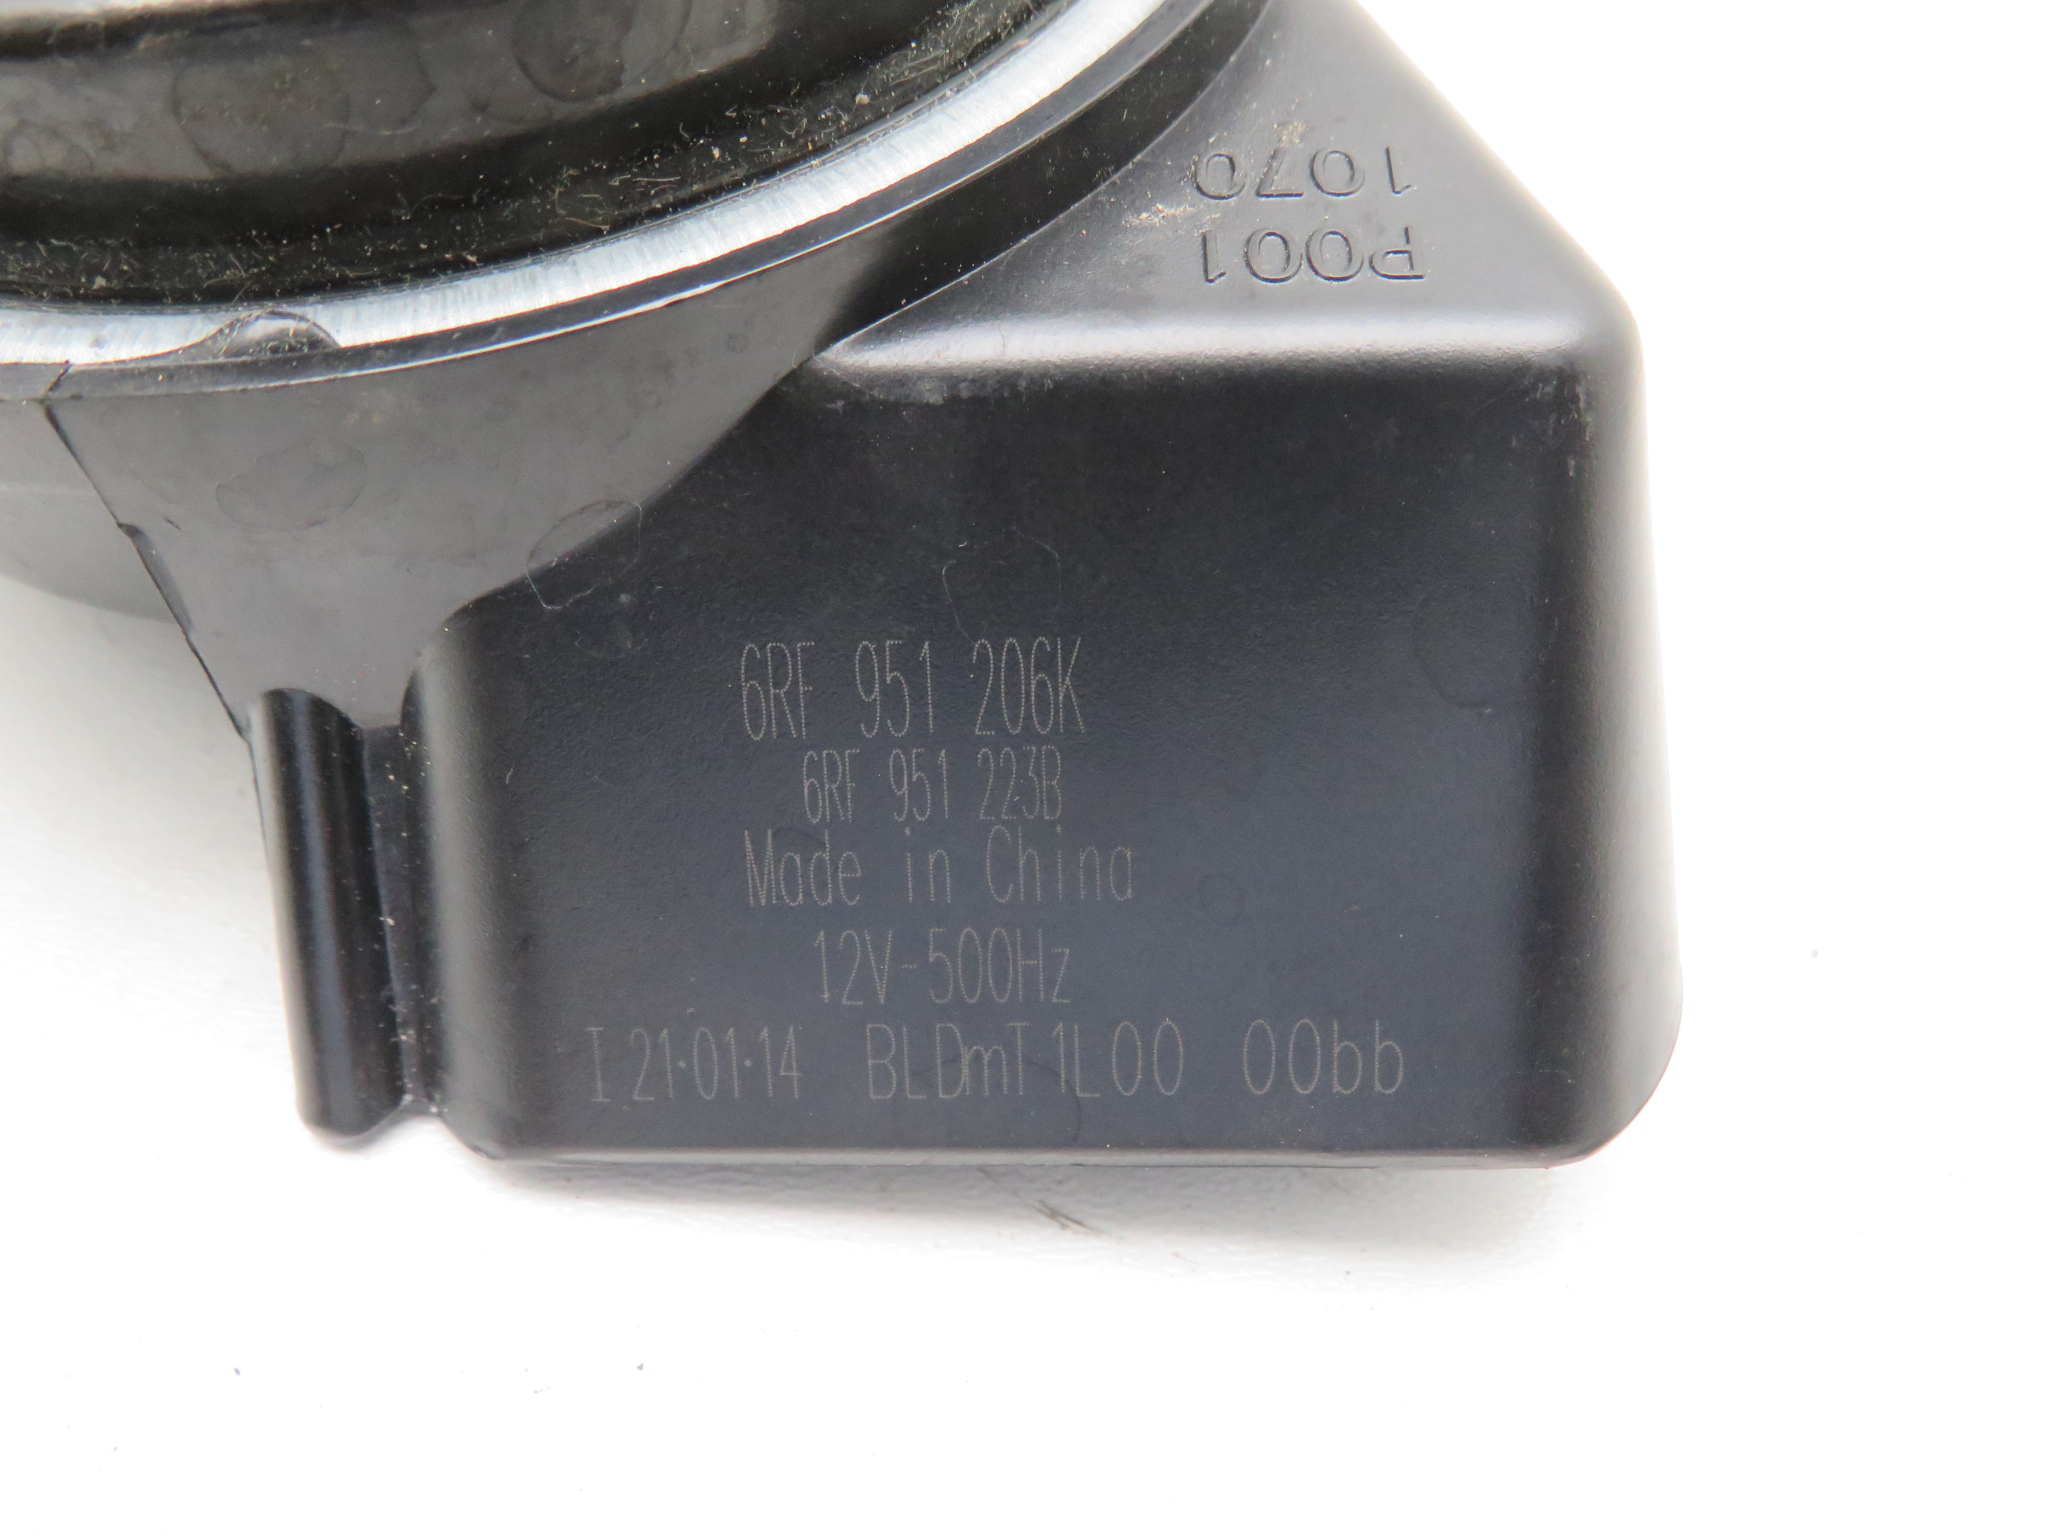 P001
1070
6RF 951 206K
6RF 951 223B
Made in China
12V-500Hz
I 21·01·14 BLDmT1L00 00bb